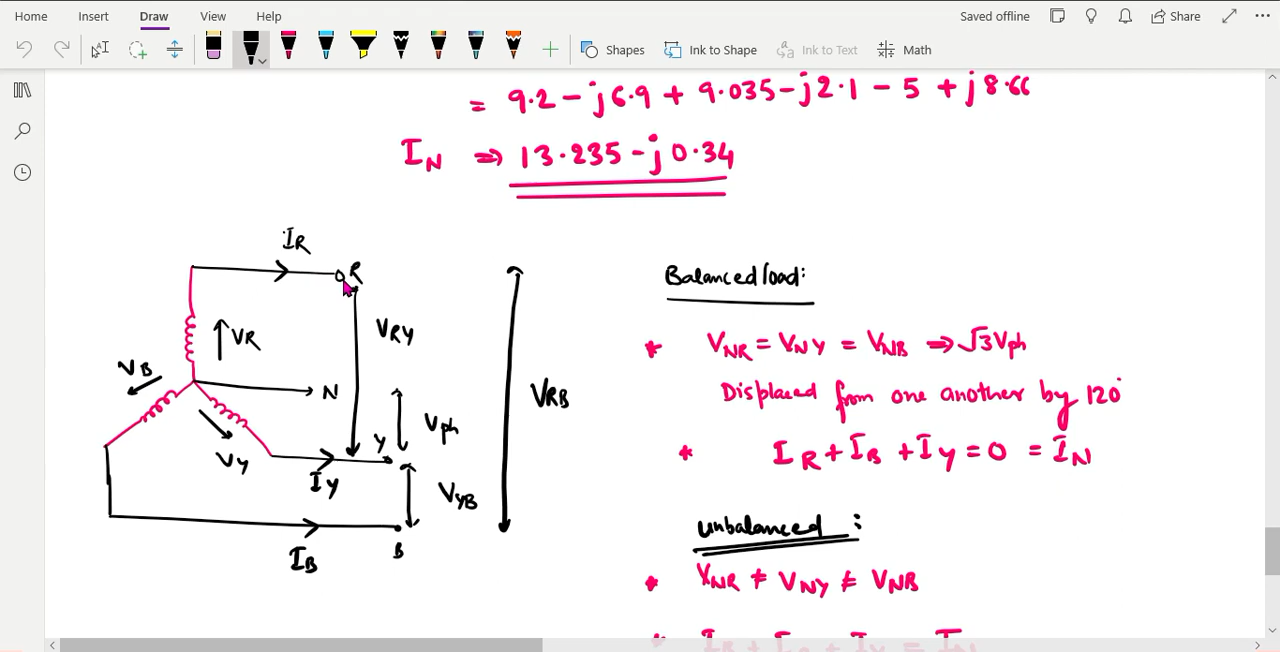 Home Insert Draw View Help Saved offline Share
Shapes Ink to Shape Ink to Text Math
= 9.2 - j6.9 + 9.035 - j2.1 - 5 + j8.66
IN ⇒ 13.235 - j0.34
IR
R
VR
VRY
VB
N
VRB
Vph
VY
Y
IY
VYB
IB
B
Balanced load:
* VNR = VNY = VNB ⇒ √3 Vph
Displaced from one another by 120°
* IR + IB + IY = 0 = IN
Unbalanced :
* VNR ≠ VNY ≠ VNB